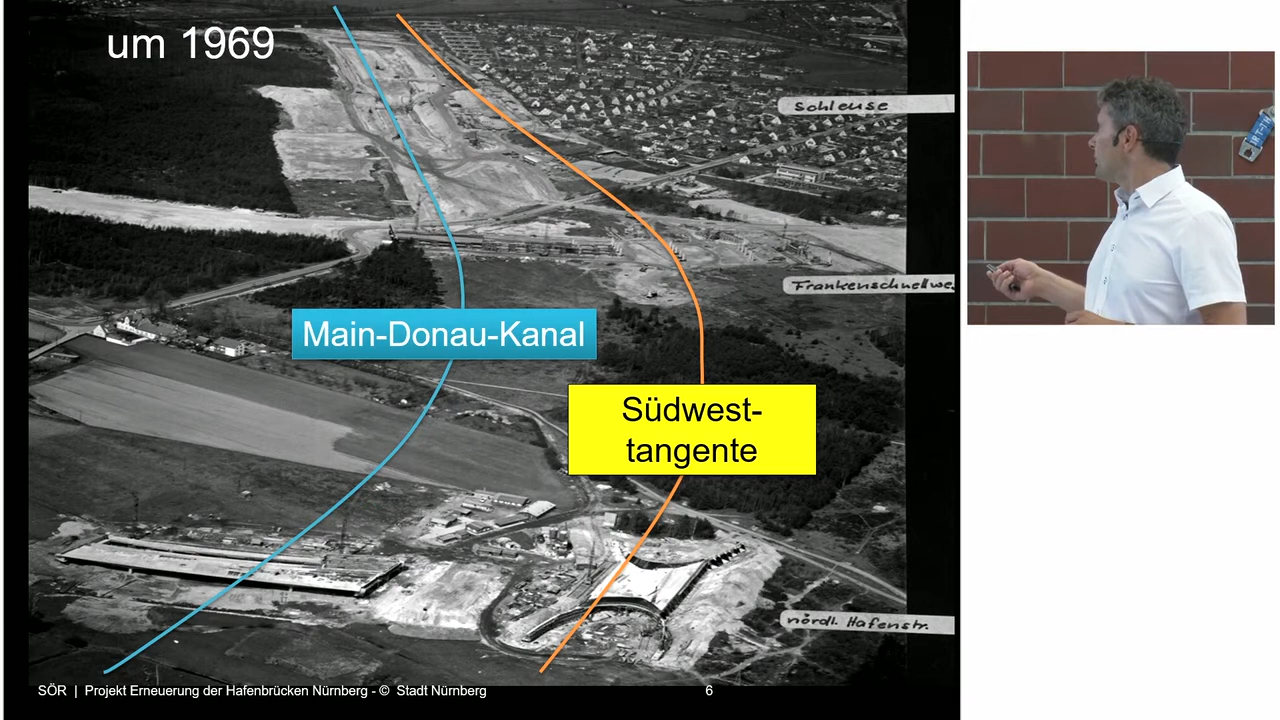 um 1969
Schleuse
Frankenschnellwe
Main-Donau-Kanal
Südwest-
tangente
nördl. Hafenstr.
SÖR | Projekt Erneuerung der Hafenbrücken Nürnberg - © Stadt Nürnberg
6